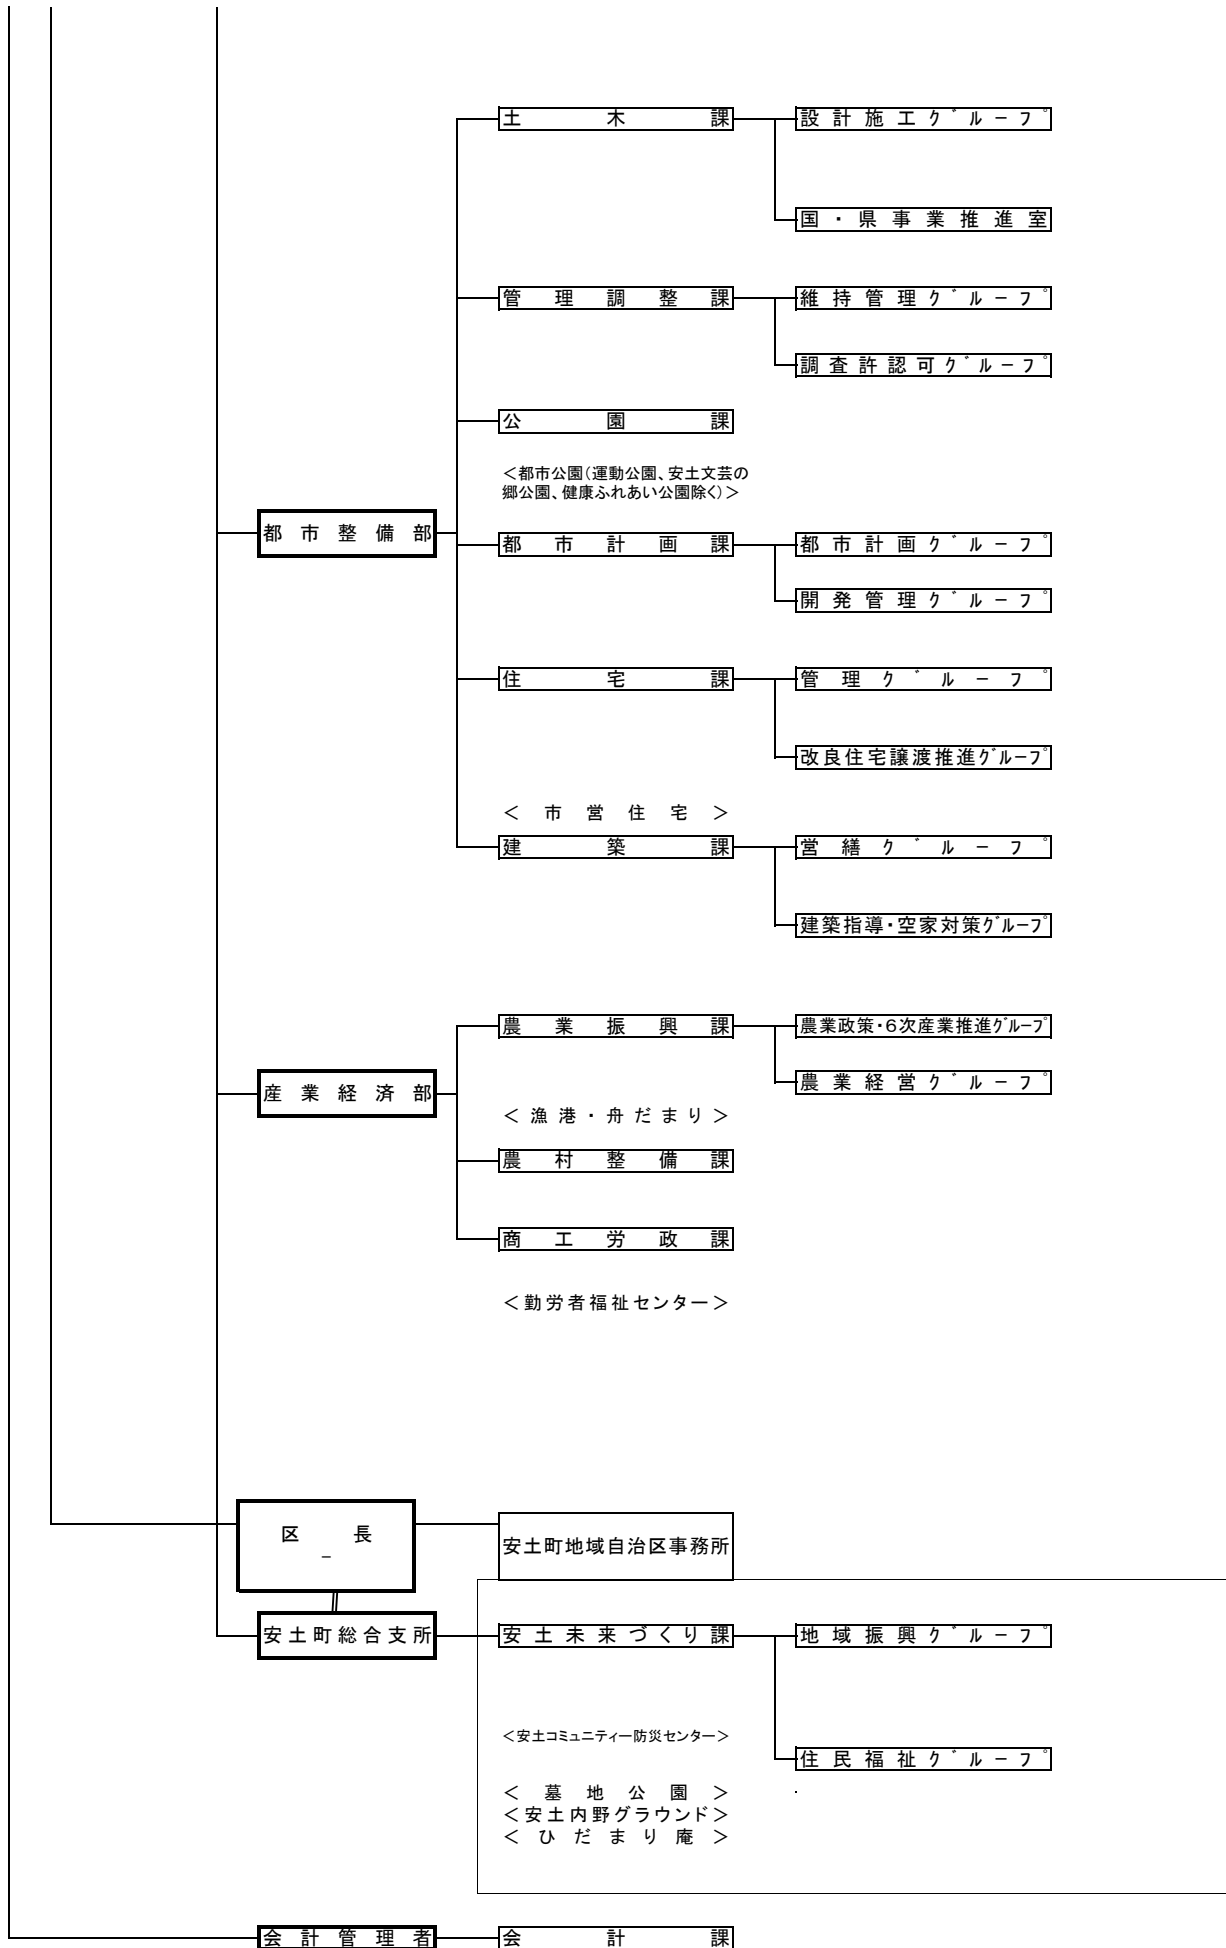 土木課 設計施工ｸﾞﾙｰﾌﾟ
国・県事業推進室
管理調整課 維持管理ｸﾞﾙｰﾌﾟ
調査許認可ｸﾞﾙｰﾌﾟ
公園課
＜都市公園（運動公園、安土文芸の
郷公園、健康ふれあい公園除く）＞
都市整備部
都市計画課 都市計画ｸﾞﾙｰﾌﾟ
開発管理ｸﾞﾙｰﾌﾟ
住宅課 管理ｸﾞﾙｰﾌﾟ
改良住宅譲渡推進ｸﾞﾙｰﾌﾟ
＜市営住宅＞
建築課 営繕ｸﾞﾙｰﾌﾟ
建築指導・空家対策ｸﾞﾙｰﾌﾟ
農業振興課 農業政策・６次産業推進ｸﾞﾙｰﾌﾟ
農業経営ｸﾞﾙｰﾌﾟ
産業経済部
＜漁港・舟だまり＞
農村整備課
商工労政課
＜勤労者福祉センター＞
区長
－
安土町地域自治区事務所
安土町総合支所 安土未来づくり課 地域振興ｸﾞﾙｰﾌﾟ
＜安土コミュニティー防災センター＞
住民福祉ｸﾞﾙｰﾌﾟ
＜墓地公園＞
＜安土内野グラウンド＞
＜ひだまり庵＞
会計管理者 会計課